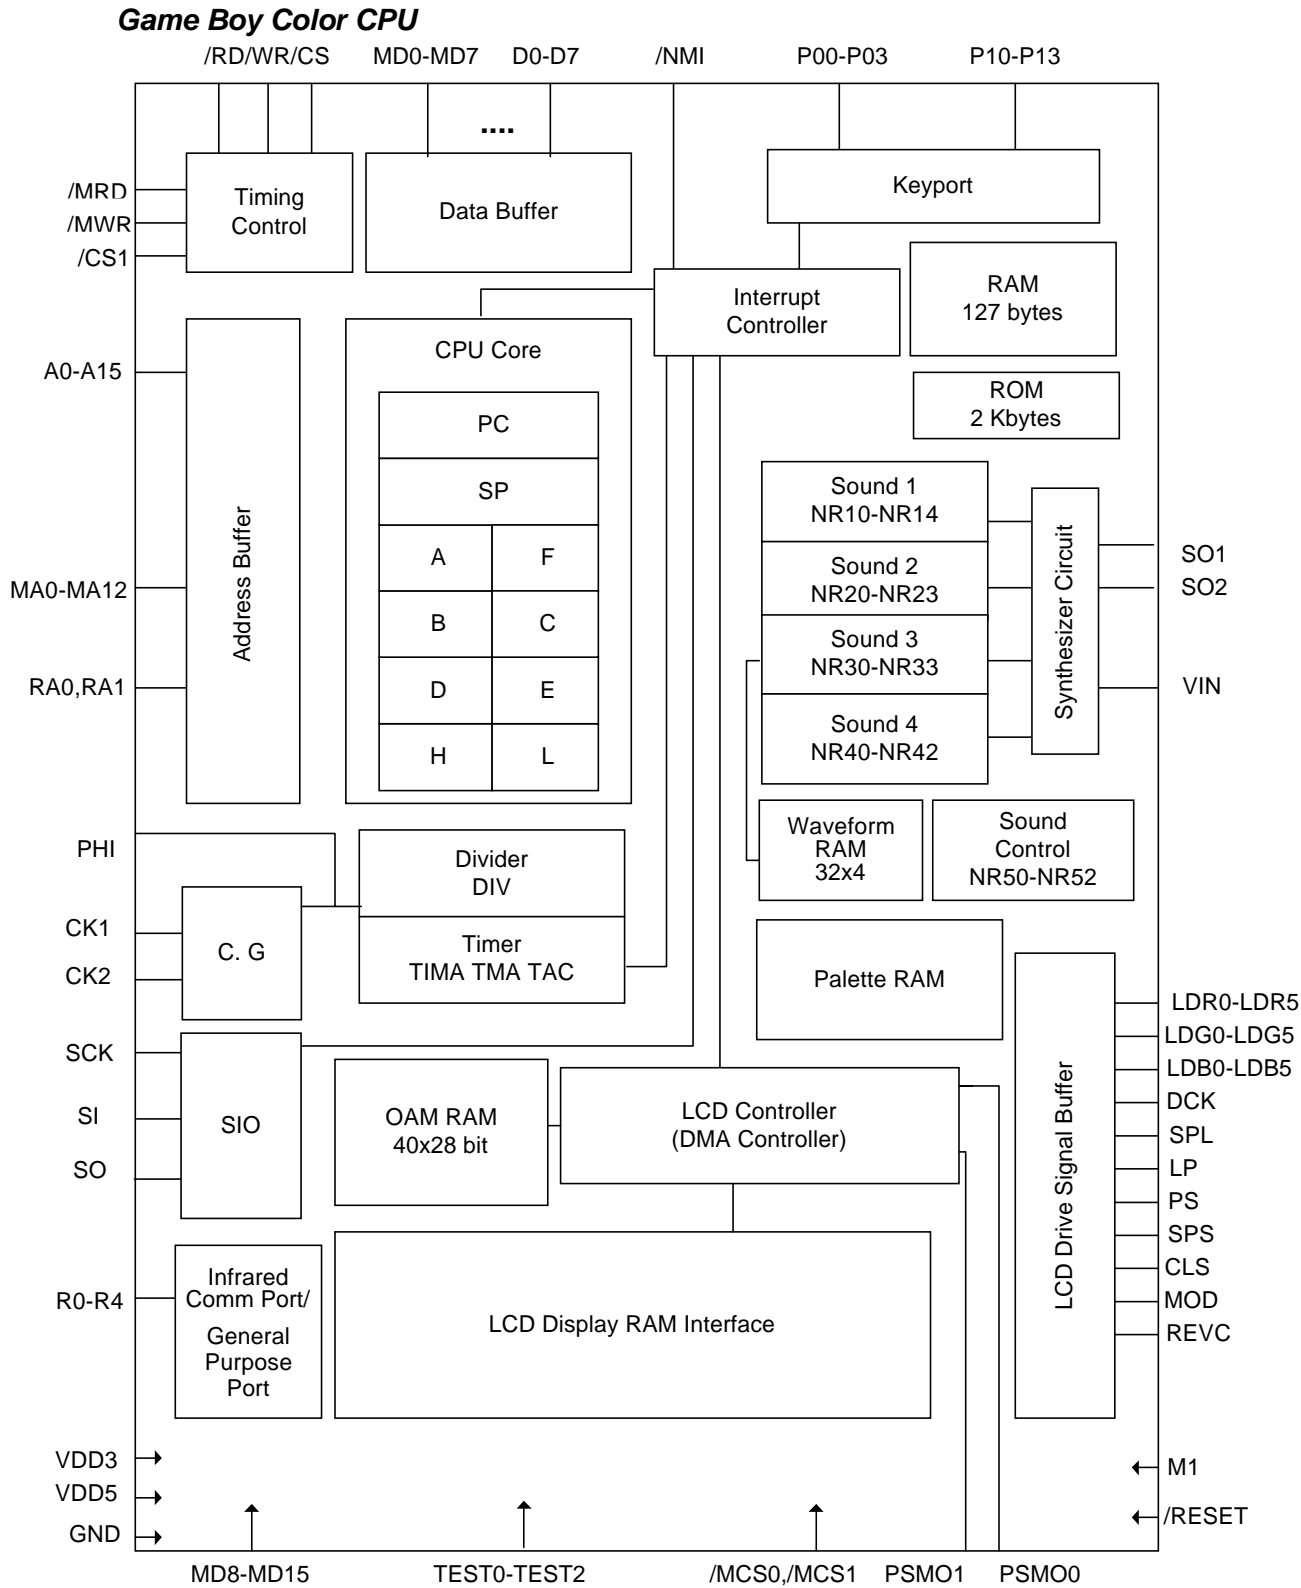 Game Boy Color CPU
/RD/WR/CS MD0-MD7 D0-D7 /NMI P00-P03 P10-P13
....
/MRD
/MWR
/CS1
Timing
Control
Data Buffer
Keyport
Interrupt
Controller
RAM
127 bytes
ROM
2 Kbytes
A0-A15
MA0-MA12
RA0,RA1
Address Buffer
CPU Core
PC
SP
A F
B C
D E
H L
Sound 1
NR10-NR14
Sound 2
NR20-NR23
Sound 3
NR30-NR33
Sound 4
NR40-NR42
Synthesizer Circuit
SO1
SO2
VIN
Waveform
RAM
32x4
Sound
Control
NR50-NR52
PHI
CK1
CK2
C. G
Divider
DIV
Timer
TIMA TMA TAC
Palette RAM
SCK
SI
SO
SIO
OAM RAM
40x28 bit
LCD Controller
(DMA Controller)
LCD Drive Signal Buffer
LDR0-LDR5
LDG0-LDG5
LDB0-LDB5
DCK
SPL
LP
PS
SPS
CLS
MOD
REVC
R0-R4
Infrared
Comm Port/
General
Purpose
Port
LCD Display RAM Interface
VDD3
VDD5
GND
M1
/RESET
MD8-MD15 TEST0-TEST2 /MCS0,/MCS1 PSMO1 PSMO0